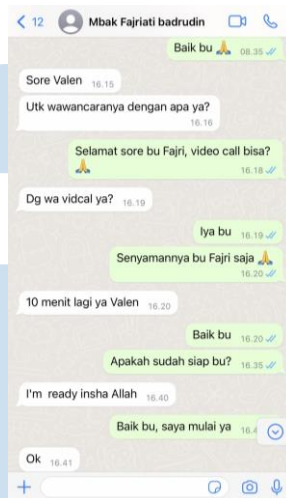 12 Mbak Fajriati badrudin
Baik bu 🙏 08.35
Sore Valen 16.15
Utk wawancaranya dengan apa ya?
16.16
Selamat sore bu Fajri, video call bisa?
🙏 16.18
Dg wa vidcal ya? 16.19
Iya bu 16.19
Senyamannya bu Fajri saja 🙏
16.20
10 menit lagi ya Valen 16.20
Baik bu 16.20
Apakah sudah siap bu? 16.35
I'm ready insha Allah 16.40
Baik bu, saya mulai ya
Ok 16.41